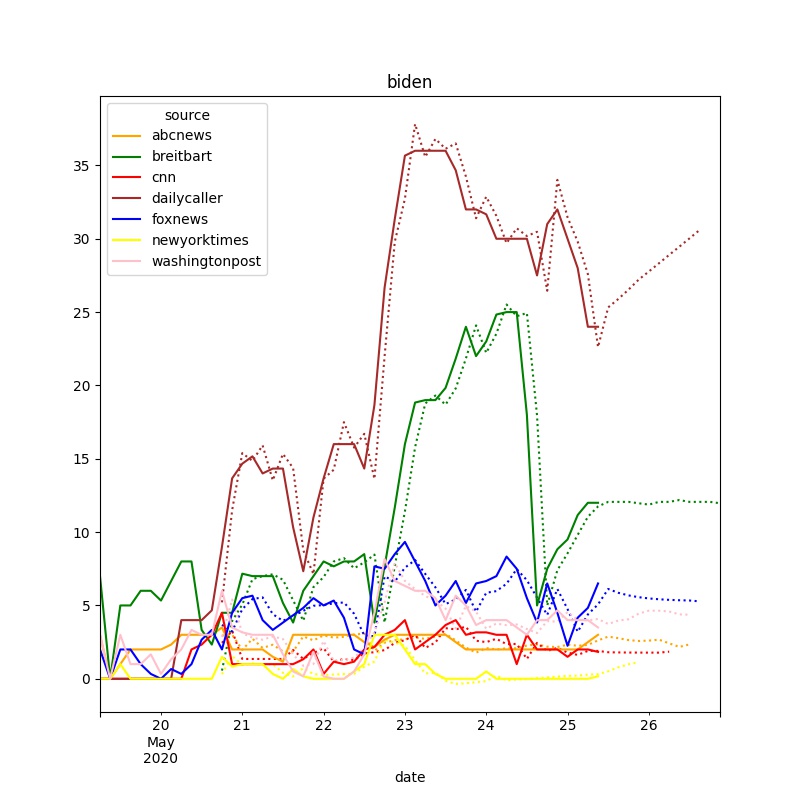 biden
source
abcnews
breitbart
cnn
dailycaller
foxnews
newyorktimes
washingtonpost
35
30
25
20
15
10
5
0
20 21 22 23 24 25 26
May
2020
date